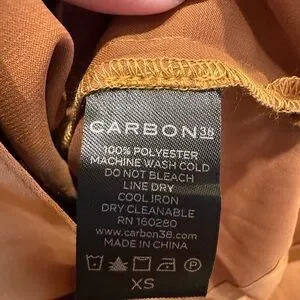 CARBON38
100% POLYESTER
MACHINE WASH COLD
DO NOT BLEACH
LINE DRY
COOL IRON
DRY CLEANABLE
RN 160280
www.carbon38.com
MADE IN CHINA
XS